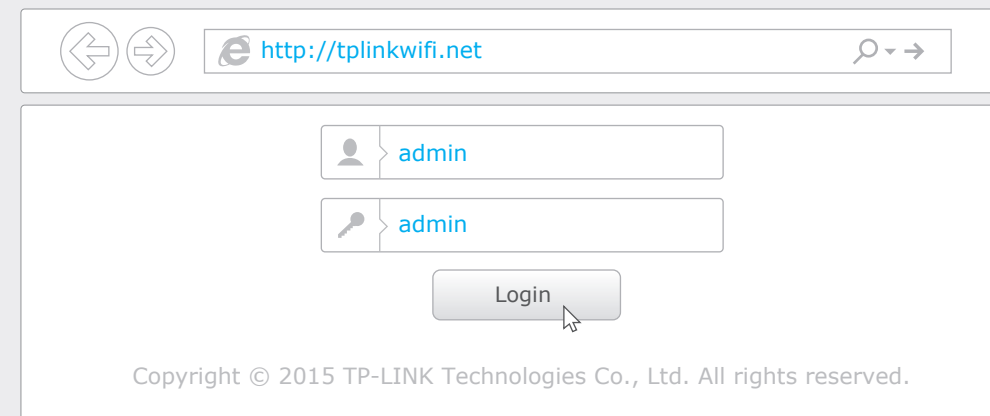 http://tplinkwifi.net
admin
admin
Login
Copyright © 2015 TP-LINK Technologies Co., Ltd. All rights reserved.